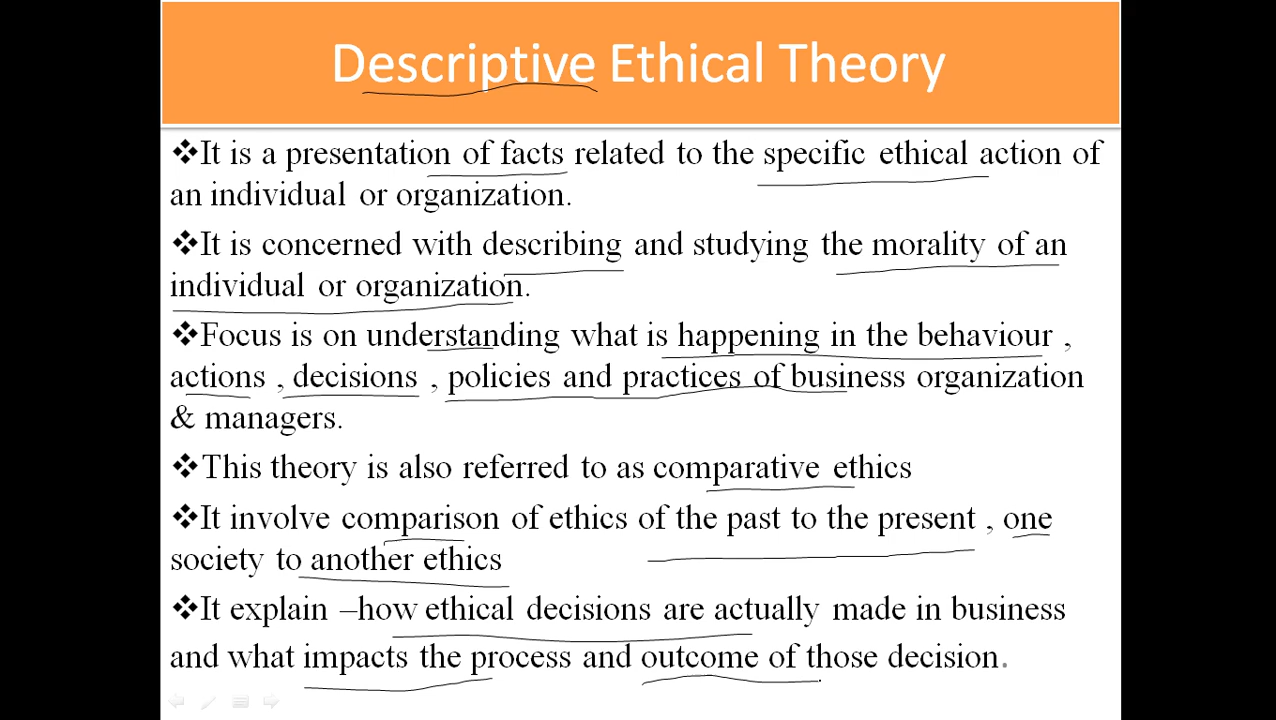 Descriptive Ethical Theory
❖It is a presentation of facts related to the specific ethical action of
an individual or organization.
❖It is concerned with describing and studying the morality of an
individual or organization.
❖Focus is on understanding what is happening in the behaviour ,
actions , decisions , policies and practices of business organization
& managers.
❖This theory is also referred to as comparative ethics
❖It involve comparison of ethics of the past to the present , one
society to another ethics
❖It explain –how ethical decisions are actually made in business
and what impacts the process and outcome of those decision.